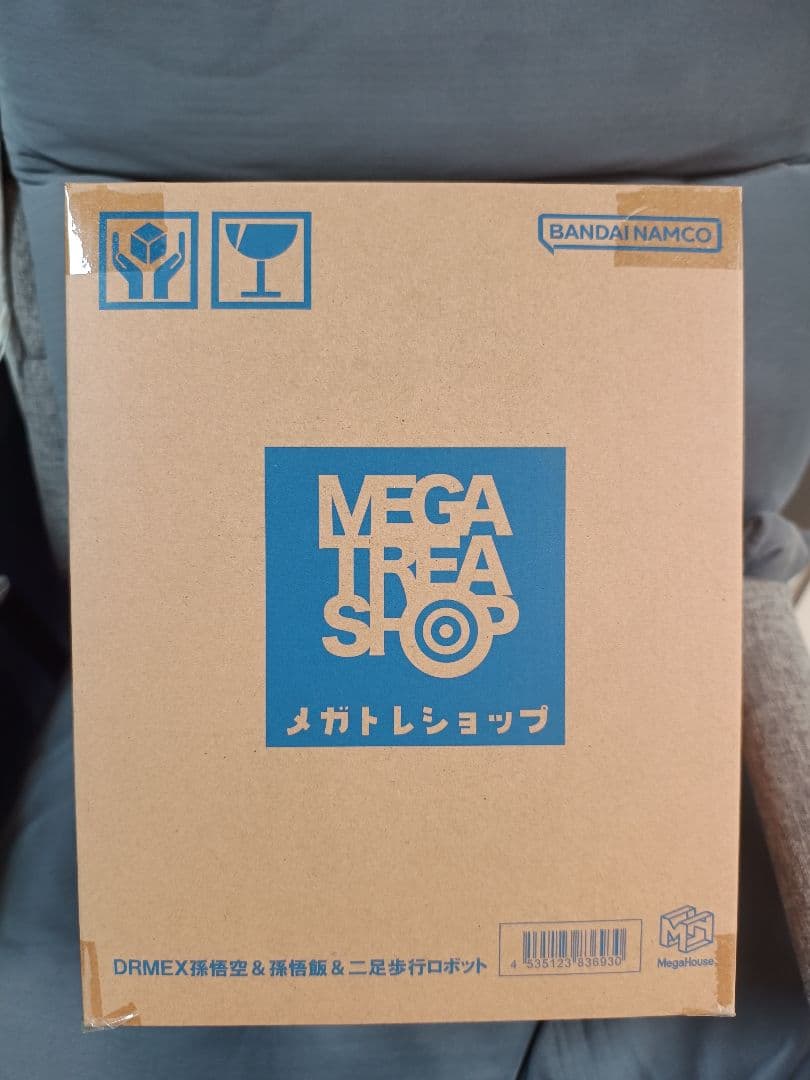 BANDAI NAMCO
MEGA
TREA
SHOP
メガトレショップ
DRMEX孫悟空&孫悟飯&二足歩行ロボット
4 535123 836930
MegaHouse